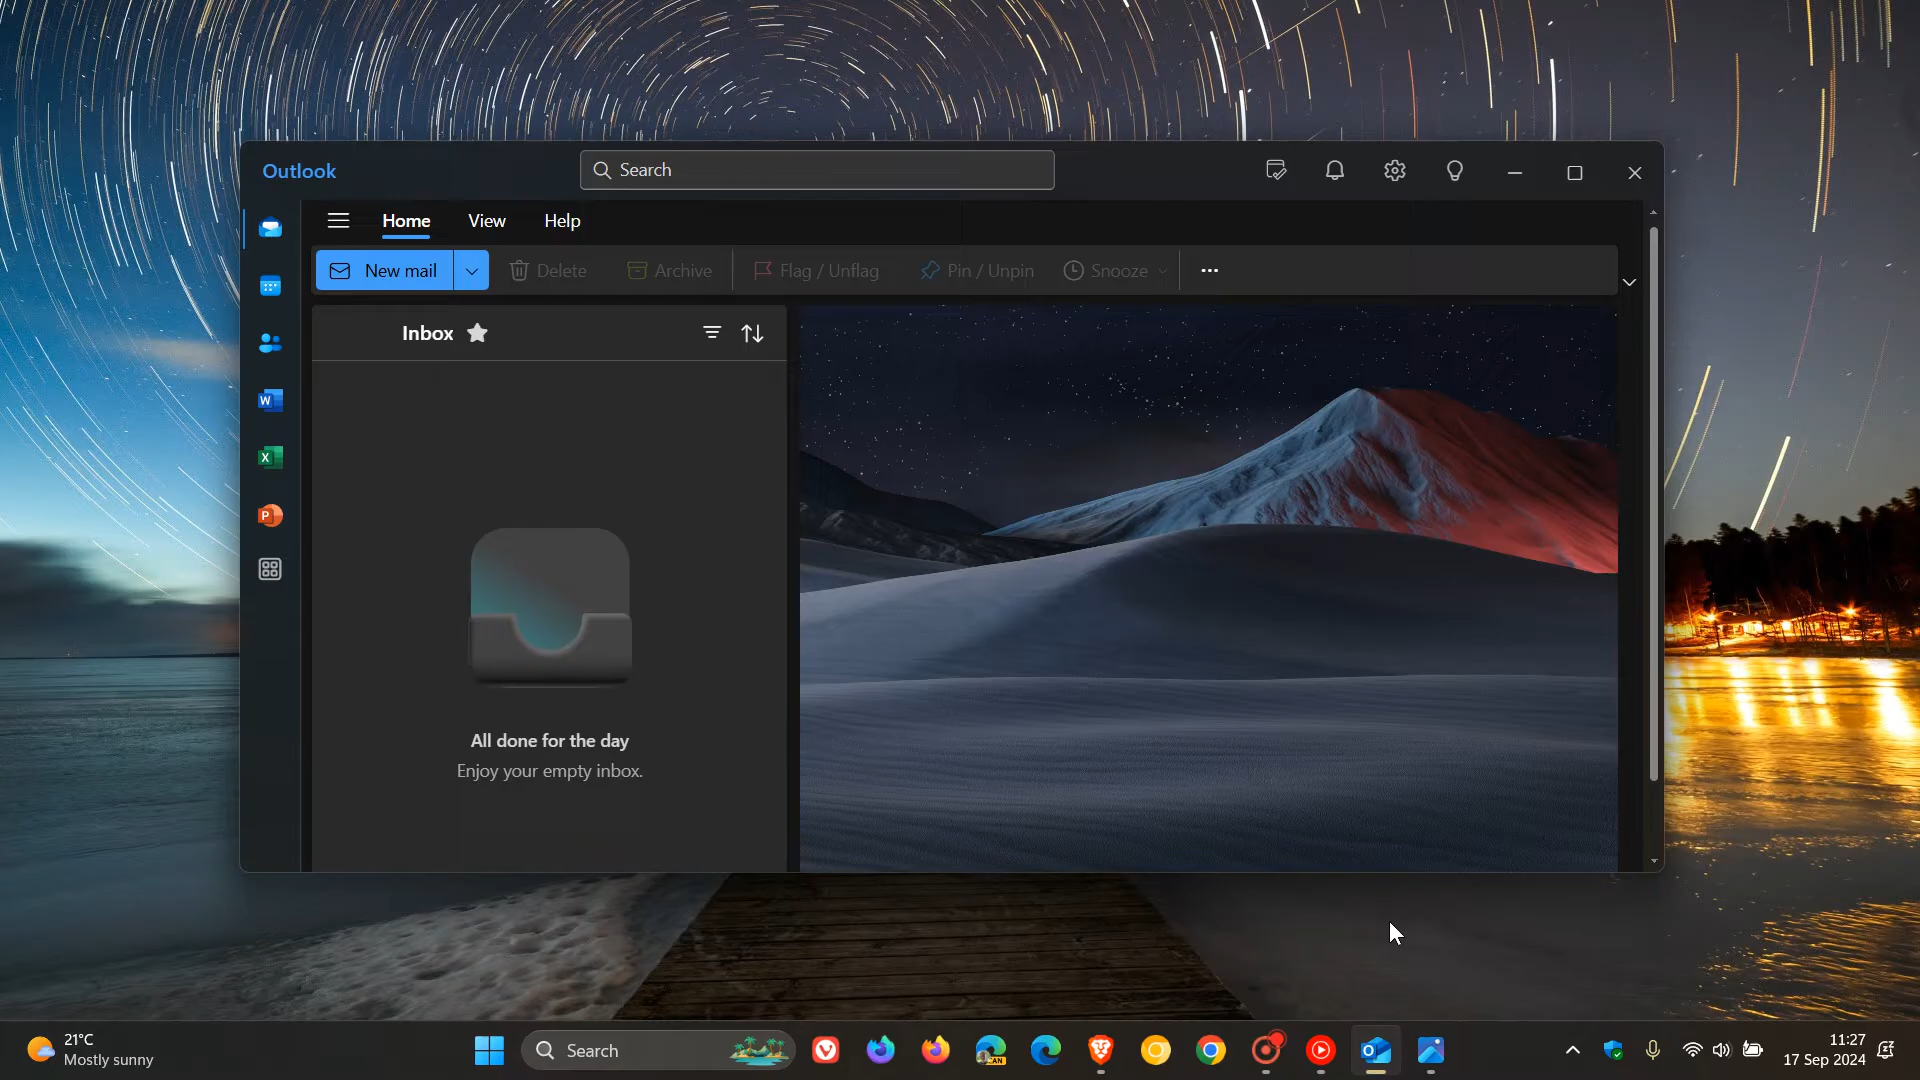 Outlook
Search
Home View Help
New mail Delete Archive Flag / Unflag Pin / Unpin Snooze
Inbox
W
X
P
All done for the day
Enjoy your empty inbox.
21°C
Mostly sunny
Search
CAN
11:27
17 Sep 2024